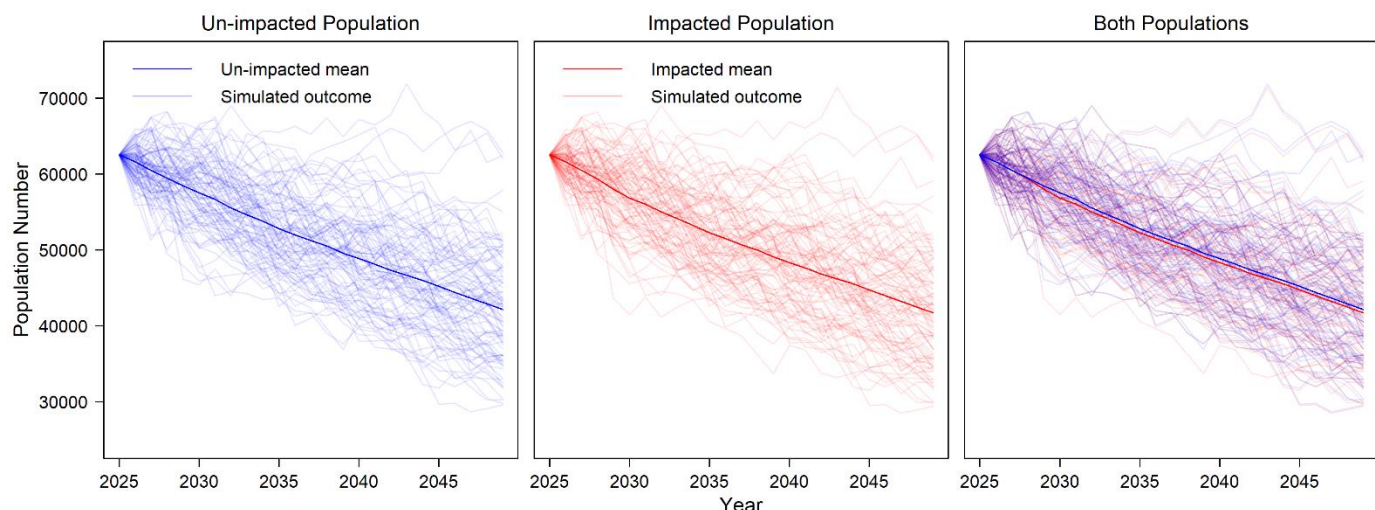 Un-impacted Population
Impacted Population
Both Populations
Un-impacted mean
Simulated outcome
Impacted mean
Simulated outcome
Population Number
70000
60000
50000
40000
30000
2025 2030 2035 2040 2045
2025 2030 2035 2040 2045
2025 2030 2035 2040 2045
Year